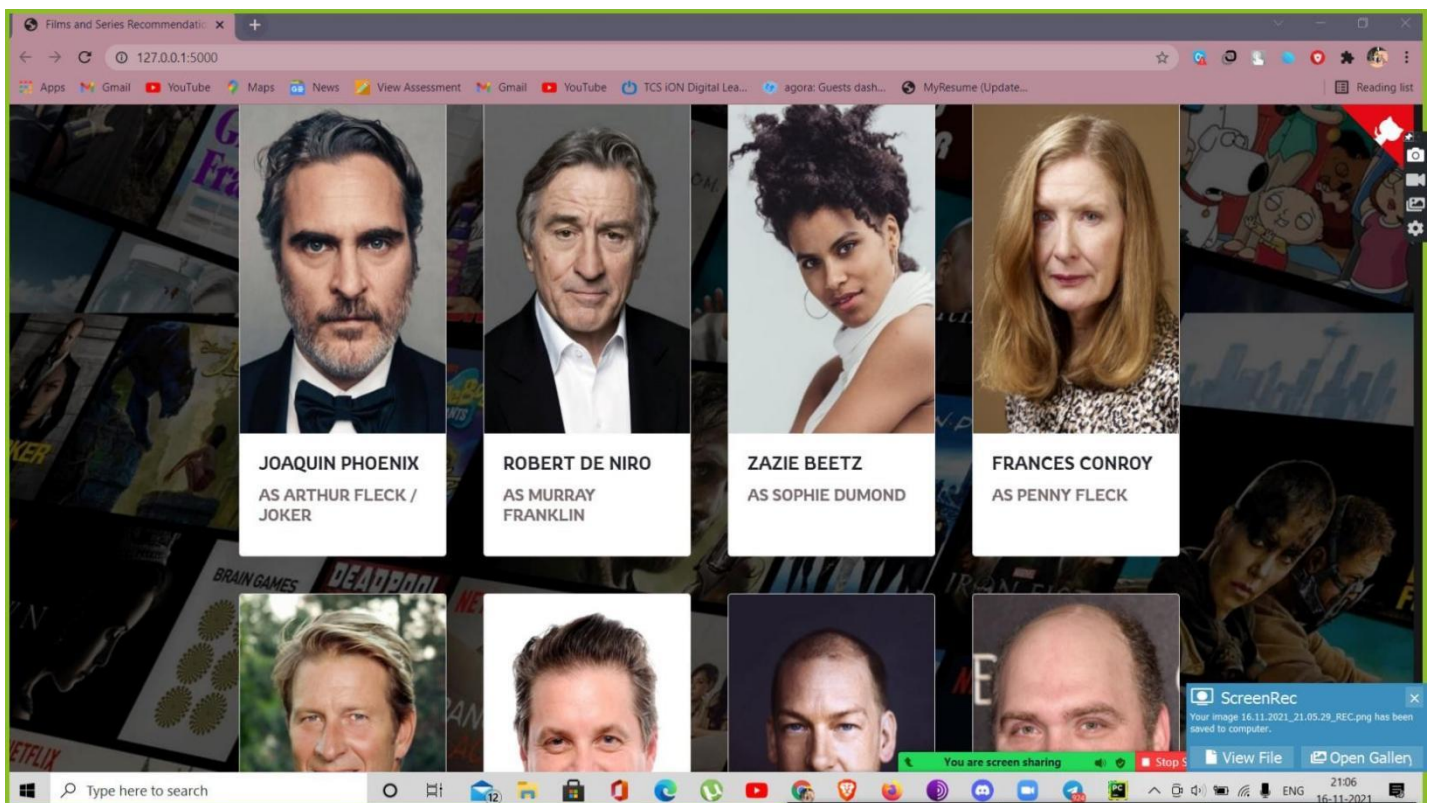 Films and Series Recommendatic
127.0.0.1:5000
Apps Gmail YouTube Maps News View Assessment Gmail YouTube TCS iON Digital Lea... agora: Guests dash... MyResume (Update... Reading list
JOAQUIN PHOENIX
AS ARTHUR FLECK /
JOKER
ROBERT DE NIRO
AS MURRAY
FRANKLIN
ZAZIE BEETZ
AS SOPHIE DUMOND
FRANCES CONROY
AS PENNY FLECK
BRAIN GAMES
DEADPOOL
NETFLIX
ScreenRec
Your image 16.11.2021_21.05.29_REC.png has been
saved to computer.
View File Open Gallery
You are screen sharing Stop S
Type here to search
12
ENG
21:06
16-11-2021